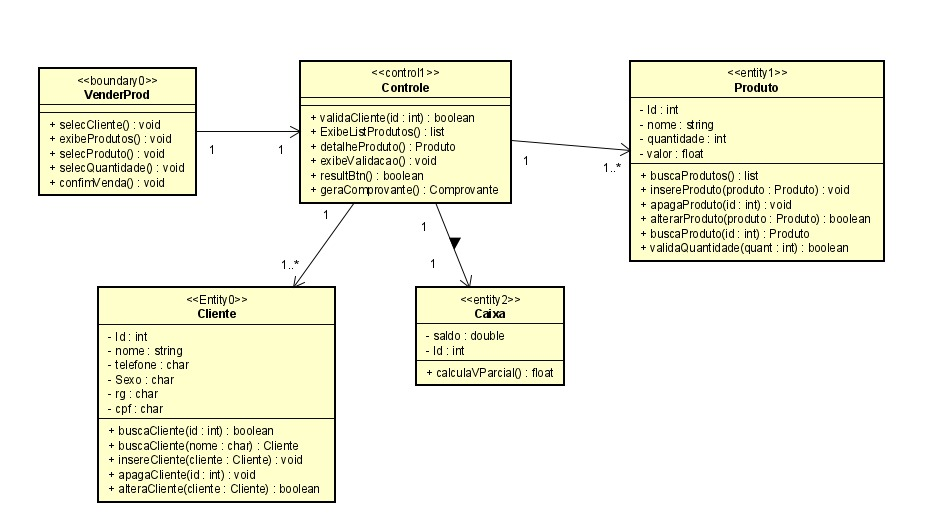 <<boundary0>>
VenderProd
+ selecCliente() : void
+ exibeProdutos() : void
+ selecProduto() : void
+ selecQuantidade() : void
+ confimVenda() : void
1
1
<<control1>>
Controle
+ validaCliente(id : int) : boolean
+ ExibeListProdutos() : list
+ detalheProduto() : Produto
+ exibeValidacao() : void
+ resultBtn() : boolean
+ geraComprovante() : Comprovante
1
1..*
<<entity1>>
Produto
- Id : int
- nome : string
- quantidade : int
- valor : float
+ buscaProdutos() : list
+ insereProduto(produto : Produto) : void
+ apagaProduto(id : int) : void
+ alterarProduto(produto : Produto) : boolean
+ buscaProduto(id : int) : Produto
+ validaQuantidade(quant : int) : boolean
1
1..*
1
1
<<Entity0>>
Cliente
- Id : int
- nome : string
- telefone : char
- Sexo : char
- rg : char
- cpf : char
+ buscaCliente(id : int) : boolean
+ buscaCliente(nome : char) : Cliente
+ insereCliente(cliente : Cliente) : void
+ apagaCliente(id : int) : void
+ alteraCliente(cliente : Cliente) : boolean
<<entity2>>
Caixa
- saldo : double
- Id : int
+ calculaVParcial() : float